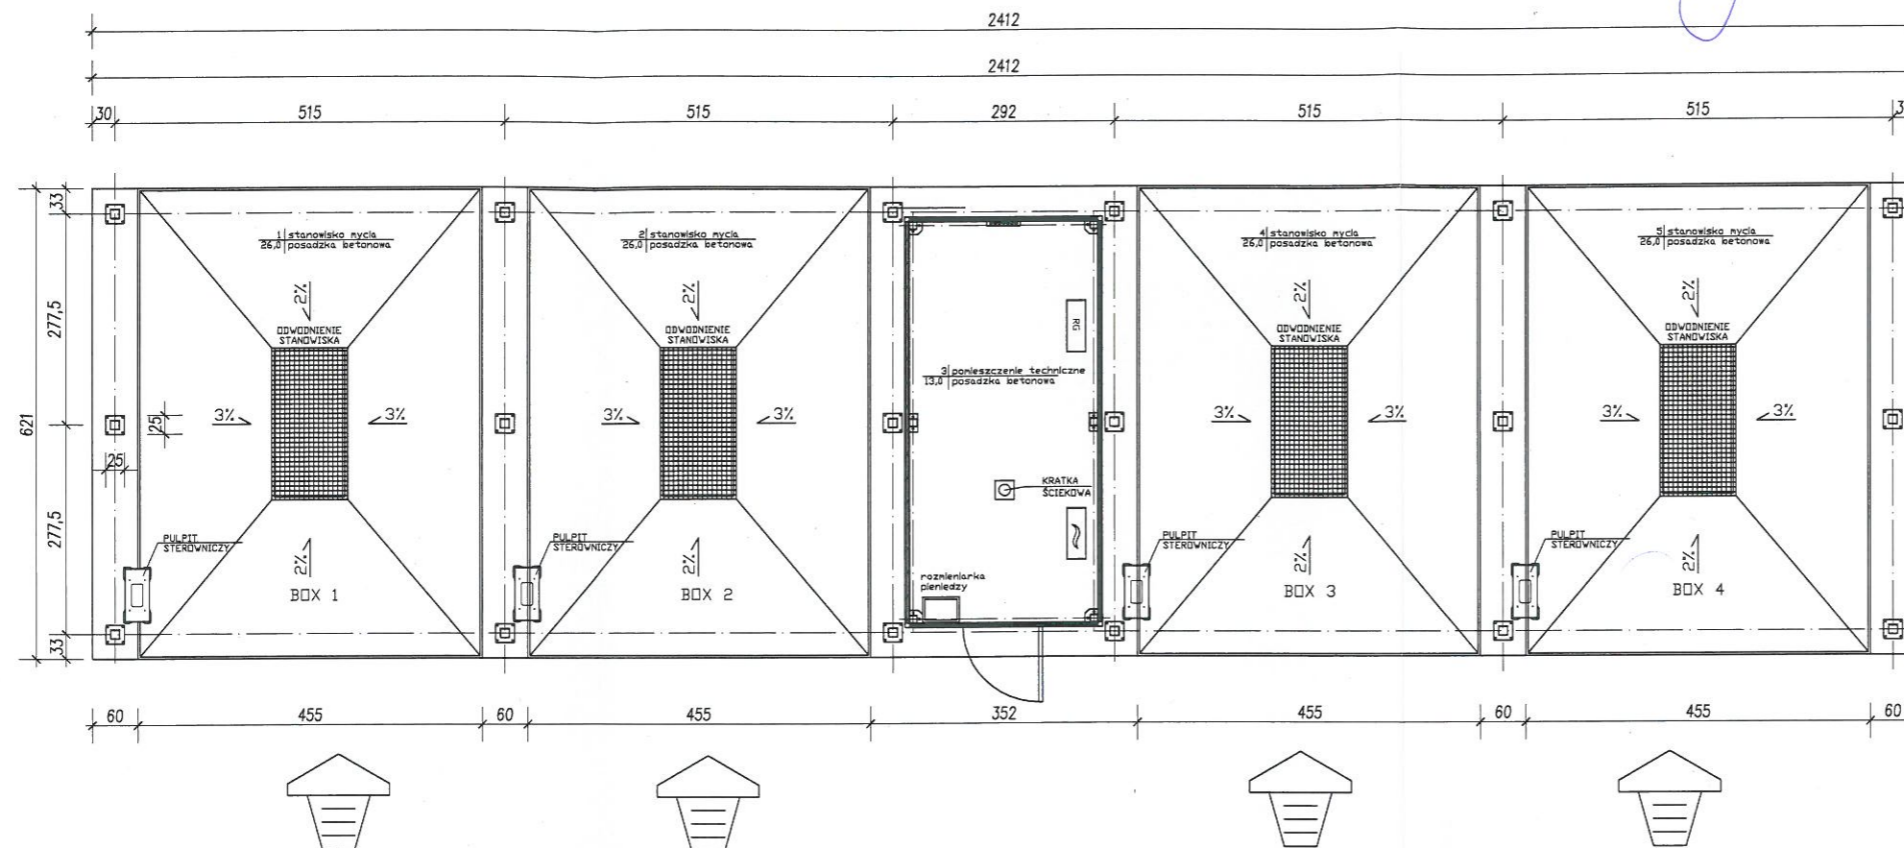 2412
2412
30 515 515 292 515 515 3
33
277,5
621
277,5
33
1 stanowisko mycia
26,0 posadzka betonowa
2%
ODWODNIENIE
STANOWISKA
3% 3%
25
25
PULPIT
STEROWNICZY
2%
BOX 1
2 stanowisko mycia
26,0 posadzka betonowa
2%
ODWODNIENIE
STANOWISKA
3% 3%
PULPIT
STEROWNICZY
2%
BOX 2
RG
3 pomieszczenie techniczne
13,0 posadzka betonowa
KRATKA
ŚCIEKOWA
rozmieniarka
pieniedzy
4 stanowisko mycia
26,0 posadzka betonowa
2%
ODWODNIENIE
STANOWISKA
3% 3%
PULPIT
STEROWNICZY
2%
BOX 3
5 stanowisko mycia
26,0 posadzka betonowa
2%
ODWODNIENIE
STANOWISKA
3% 3%
PULPIT
STEROWNICZY
2%
BOX 4
60 455 60 455 352 455 60 455 60